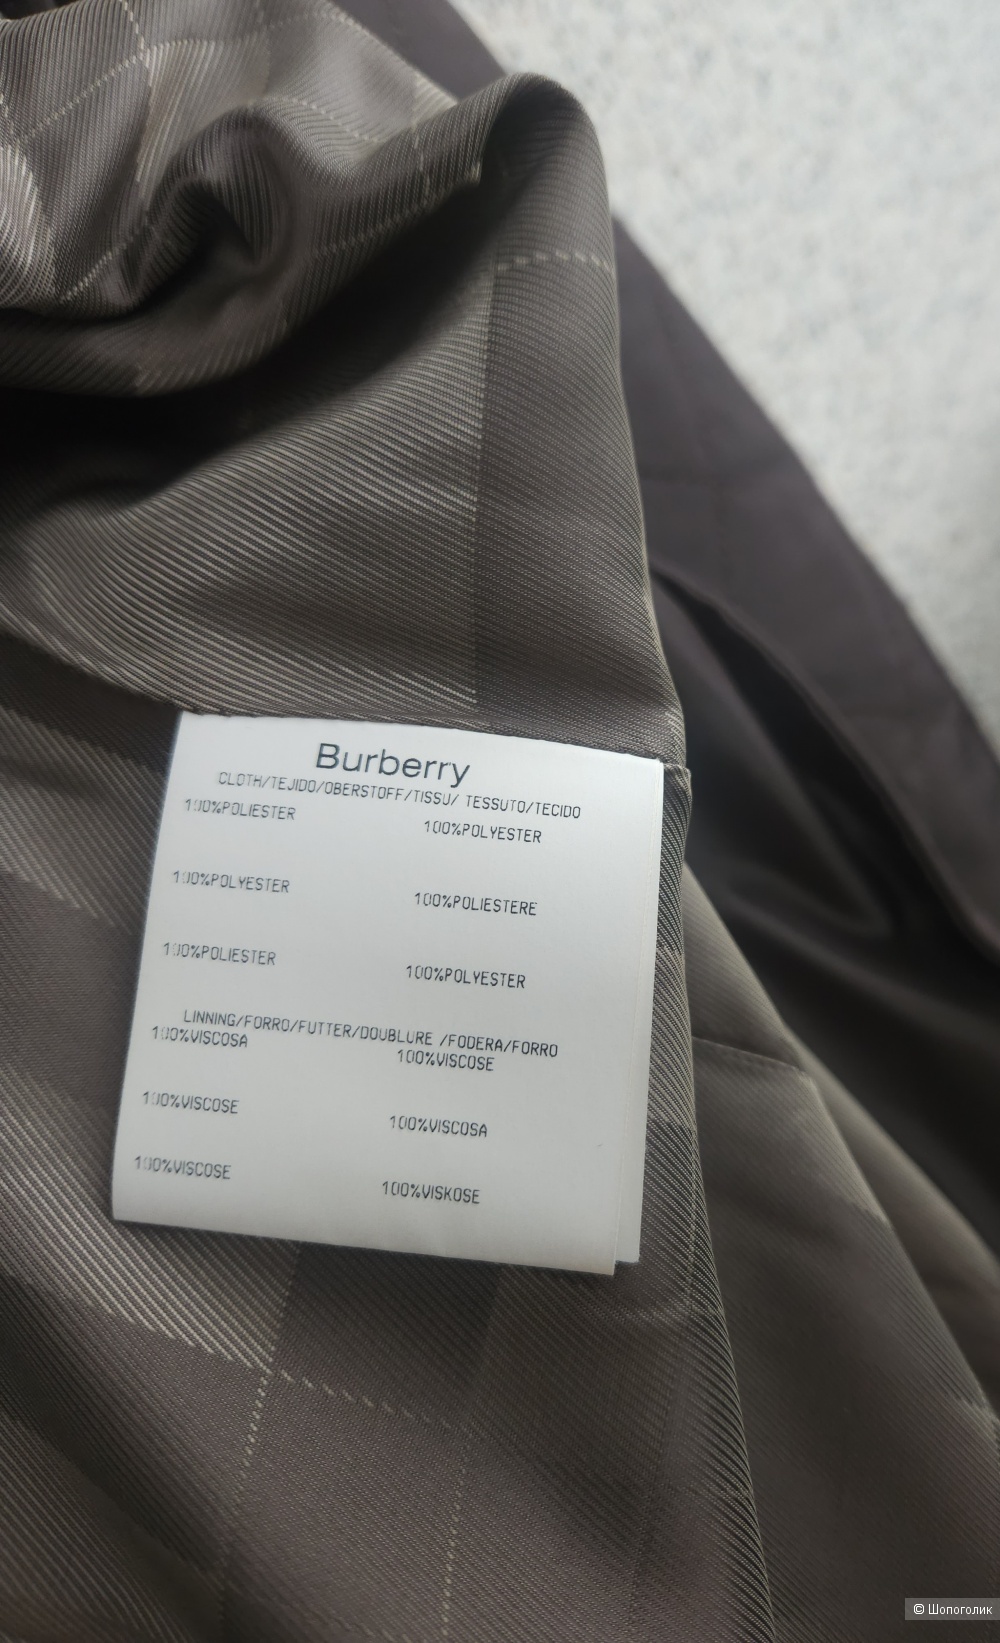 Burberry
CLOTH/TEJIDO/OBERSTOFF/TISSU/ TESSUTO/TECIDO
100%POLIESTER
100%POLYESTER
100%POLYESTER
100%POLIESTERE
100%POLIESTER
100%POLYESTER
LINNING/FORRO/FUTTER/DOUBLURE /FODERA/FORRO
100%VISCOSA
100%VISCOSE
100%VISCOSE
100%VISCOSA
100%VISCOSE
100%VISKOSE
© Шопоголик